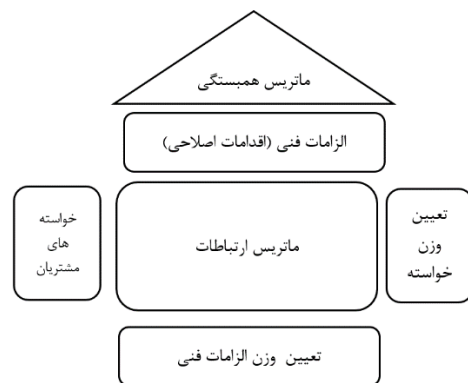 ماتریس همبستگی
الزامات فنی (اقدامات اصلاحی)
خواسته
های
مشتریان
ماتریس ارتباطات
تعیین
وزن
خواسته
تعیین وزن الزامات فنی